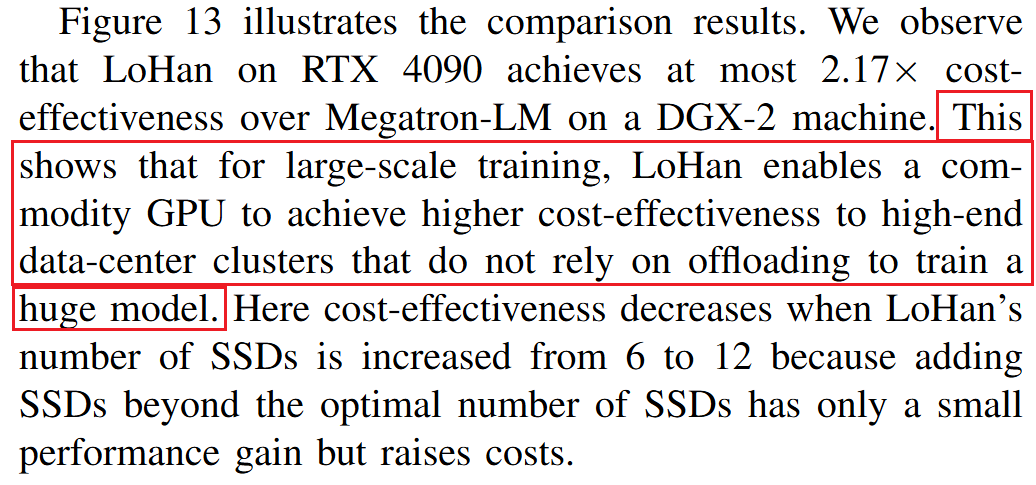 Figure 13 illustrates the comparison results. We observe
that LoHan on RTX 4090 achieves at most 2.17× cost-
effectiveness over Megatron-LM on a DGX-2 machine. This
shows that for large-scale training, LoHan enables a com-
modity GPU to achieve higher cost-effectiveness to high-end
data-center clusters that do not rely on offloading to train a
huge model. Here cost-effectiveness decreases when LoHan's
number of SSDs is increased from 6 to 12 because adding
SSDs beyond the optimal number of SSDs has only a small
performance gain but raises costs.